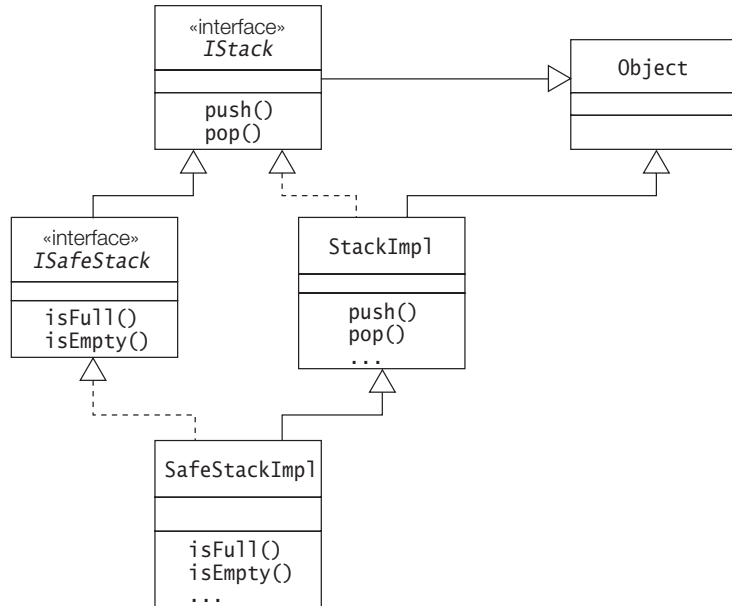 «interface»
IStack
push()
pop()
Object
«interface»
ISafeStack
isFull()
isEmpty()
StackImpl
push()
pop()
...
SafeStackImpl
isFull()
isEmpty()
...